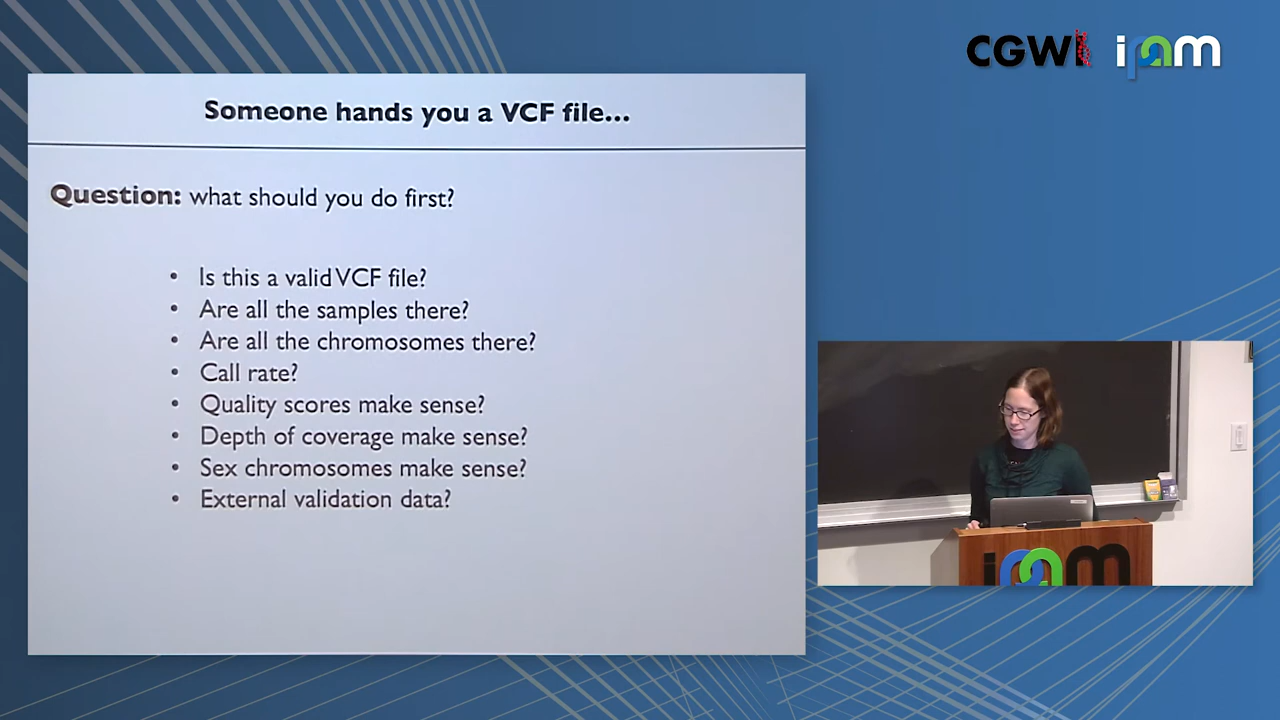 CGWI ipam
Someone hands you a VCF file...
Question: what should you do first?
• Is this a valid VCF file?
• Are all the samples there?
• Are all the chromosomes there?
• Call rate?
• Quality scores make sense?
• Depth of coverage make sense?
• Sex chromosomes make sense?
• External validation data?
ipam